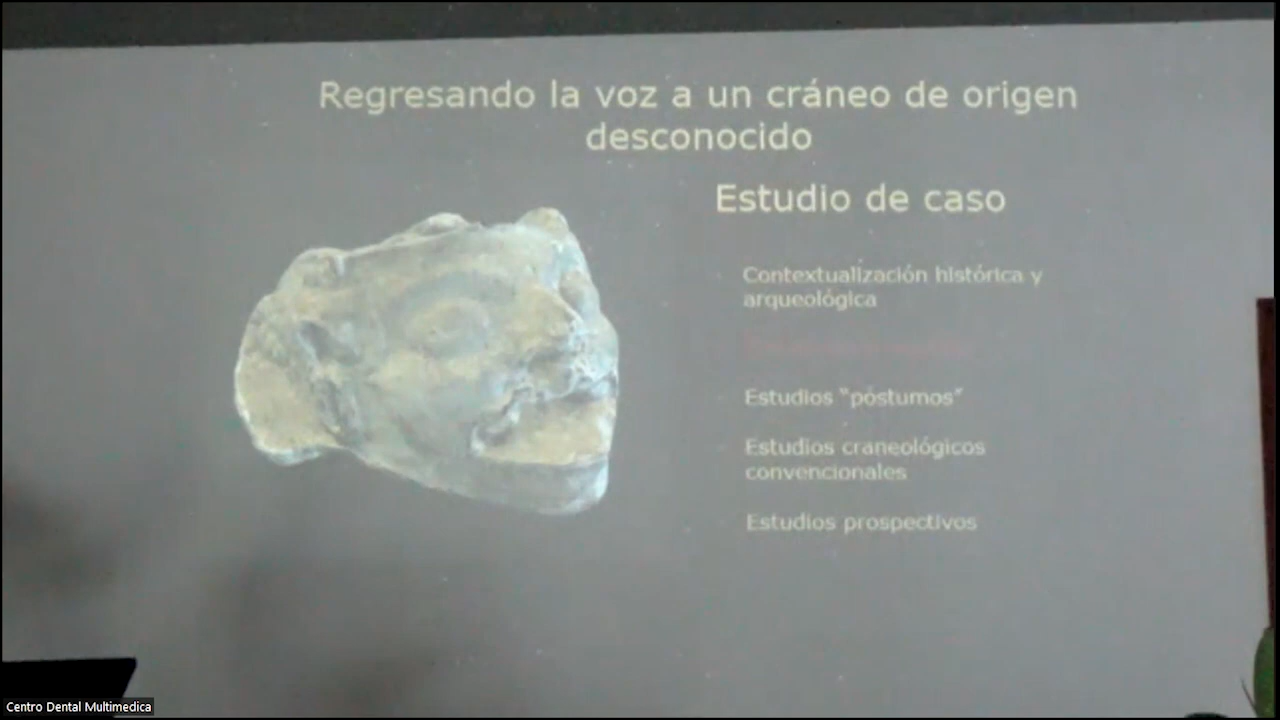 Regresando la voz a un cráneo de origen
desconocido
Estudio de caso
Contextualización histórica y
arqueológica
Estudios “póstumos”
Estudios craneológicos
convencionales
Estudios prospectivos
Centro Dental Multimedica